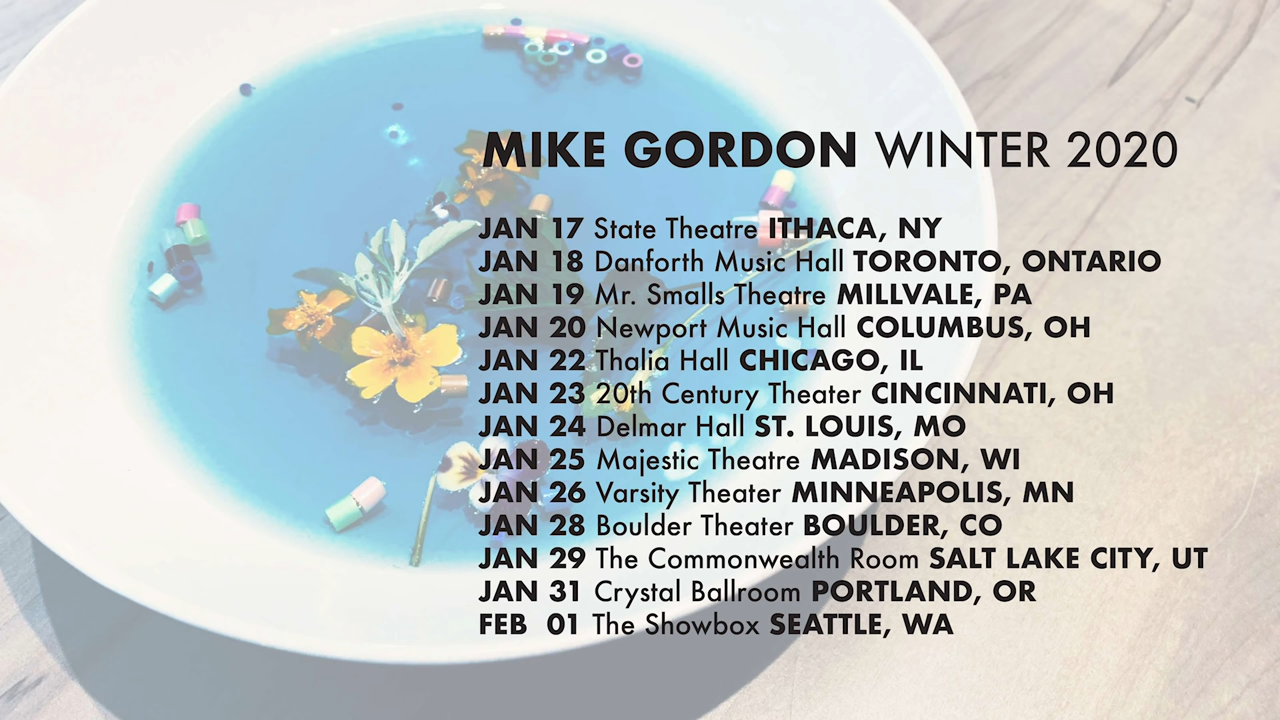 MIKE GORDON WINTER 2020
JAN 17 State Theatre ITHACA, NY
JAN 18 Danforth Music Hall TORONTO, ONTARIO
JAN 19 Mr. Smalls Theatre MILLVALE, PA
JAN 20 Newport Music Hall COLUMBUS, OH
JAN 22 Thalia Hall CHICAGO, IL
JAN 23 20th Century Theater CINCINNATI, OH
JAN 24 Delmar Hall ST. LOUIS, MO
JAN 25 Majestic Theatre MADISON, WI
JAN 26 Varsity Theater MINNEAPOLIS, MN
JAN 28 Boulder Theater BOULDER, CO
JAN 29 The Commonwealth Room SALT LAKE CITY, UT
JAN 31 Crystal Ballroom PORTLAND, OR
FEB 01 The Showbox SEATTLE, WA